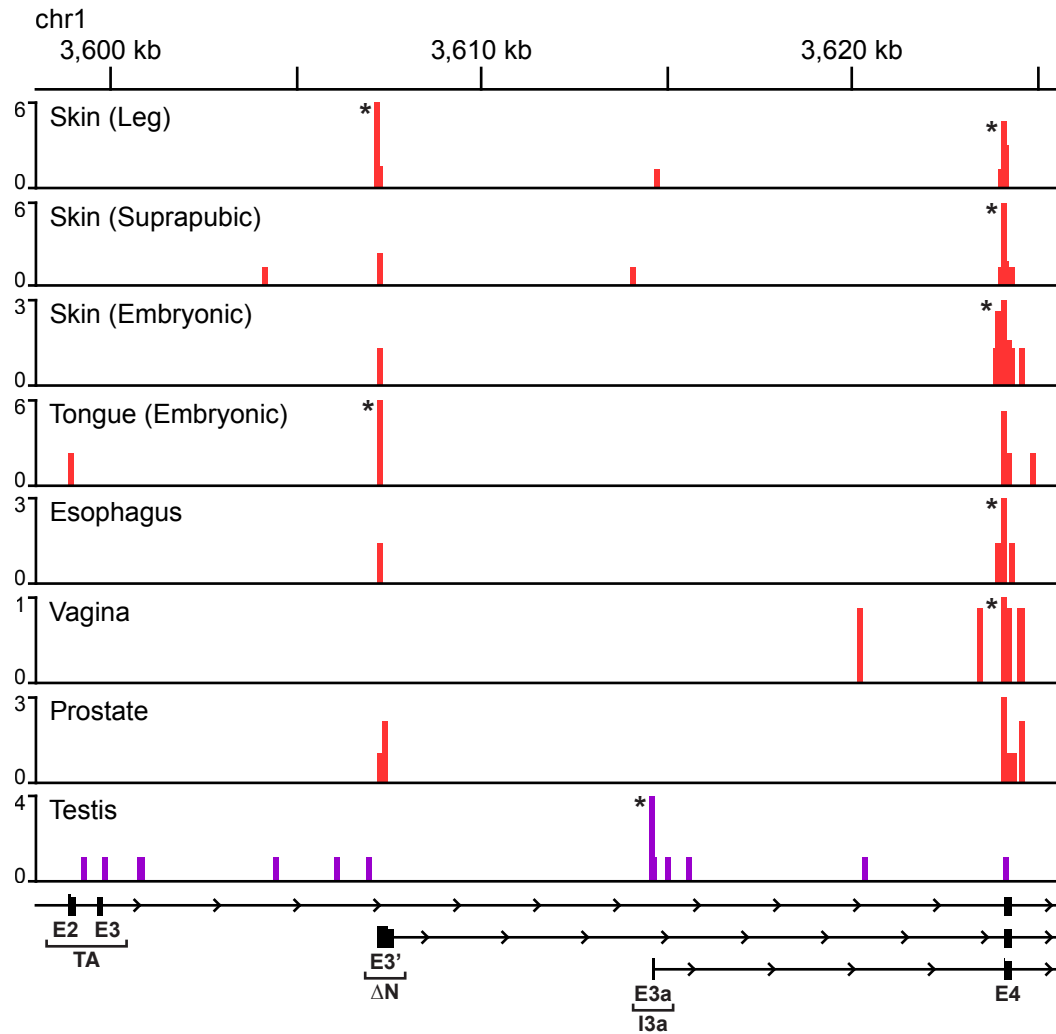 chr1
3,600 kb 3,610 kb 3,620 kb
6
* Skin (Leg) *
0
6
Skin (Suprapubic) *
0
3
Skin (Embryonic) *
0
6
Tongue (Embryonic) *
0
3
Esophagus *
0
1
Vagina *
0
3
Prostate
0
4
Testis *
0
E2 E3
TA
E3’
ΔN
E3a
I3a
E4